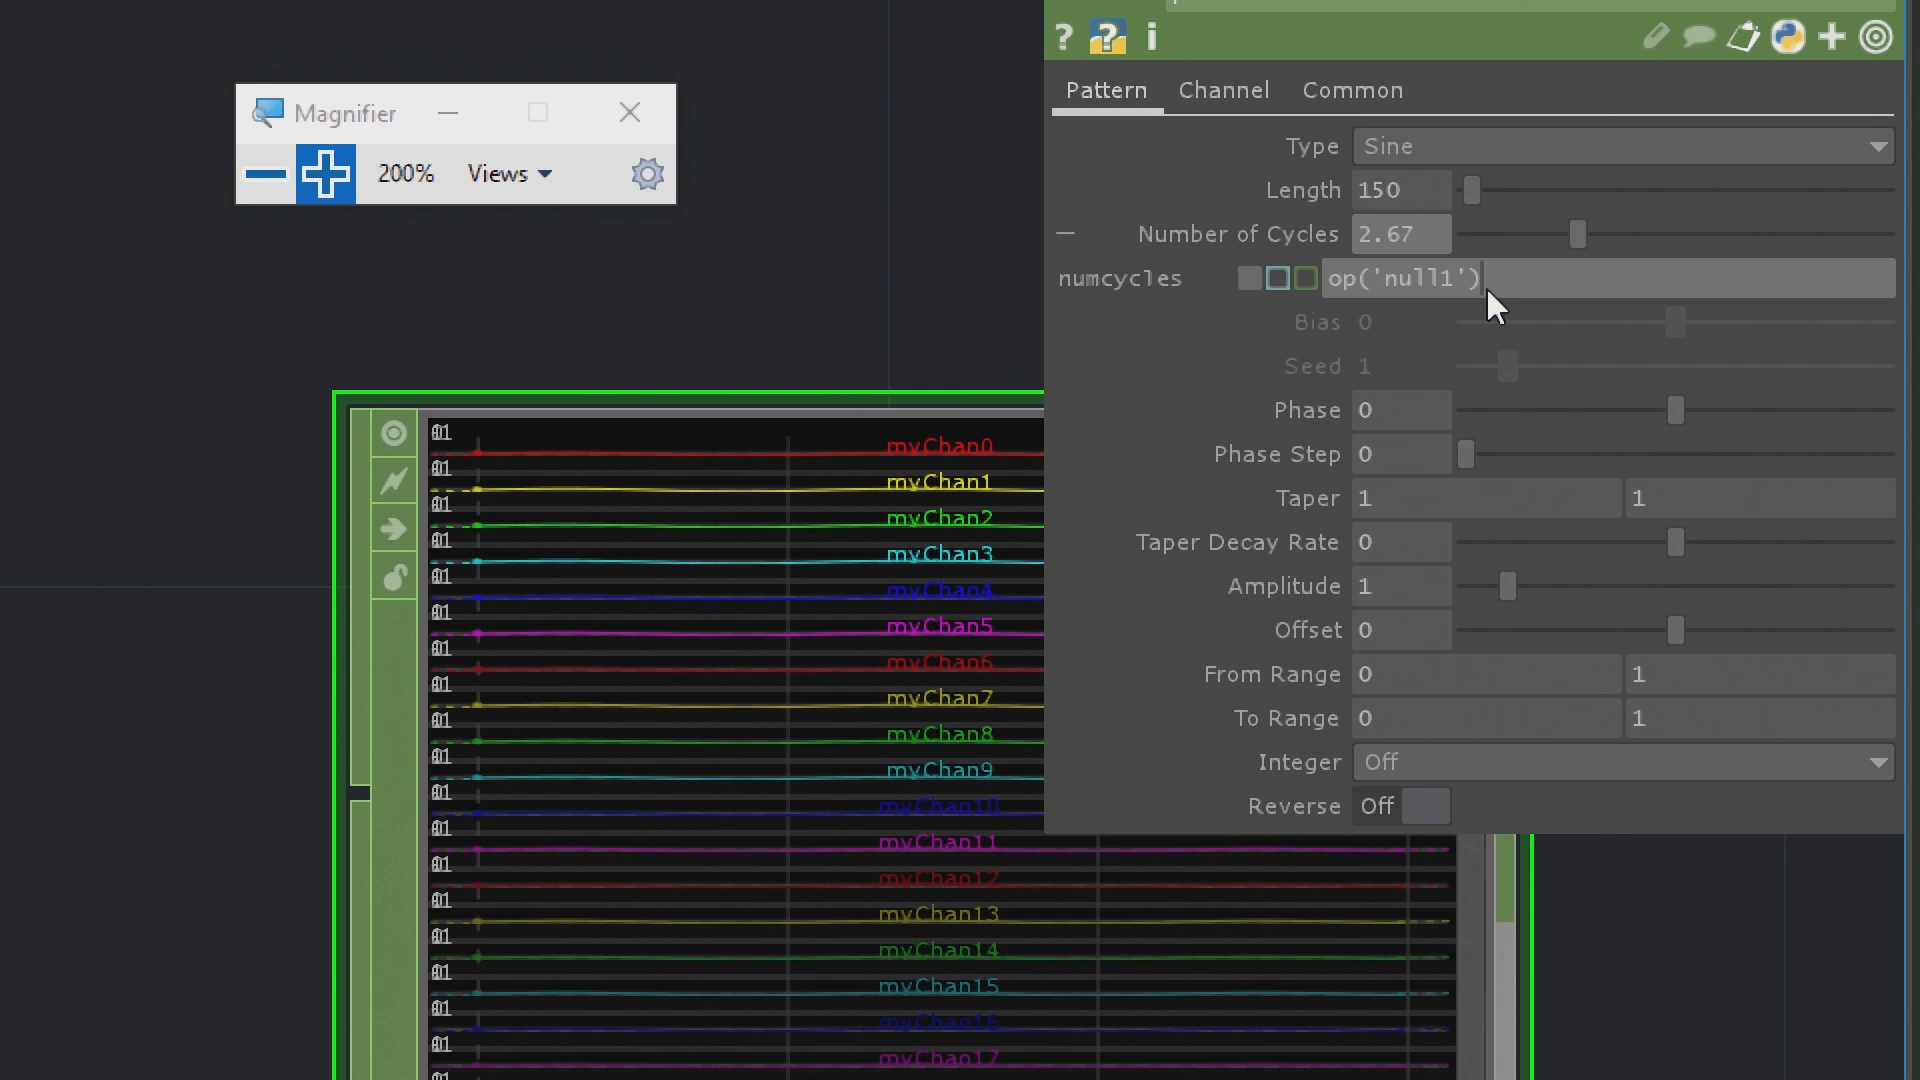 Magnifier
200% Views
? ? i
Pattern Channel Common
Type Sine
Length 150
Number of Cycles 2.67
numcycles op('null1')
Bias 0
Seed 1
Phase 0
Phase Step 0
Taper 1 1
Taper Decay Rate 0
Amplitude 1
Offset 0
From Range 0 1
To Range 0 1
Integer Off
Reverse Off
myChan0
myChan1
myChan2
myChan3
myChan4
myChan5
myChan6
myChan7
myChan8
myChan9
myChan10
myChan11
myChan12
myChan13
myChan14
myChan15
myChan16
myChan17